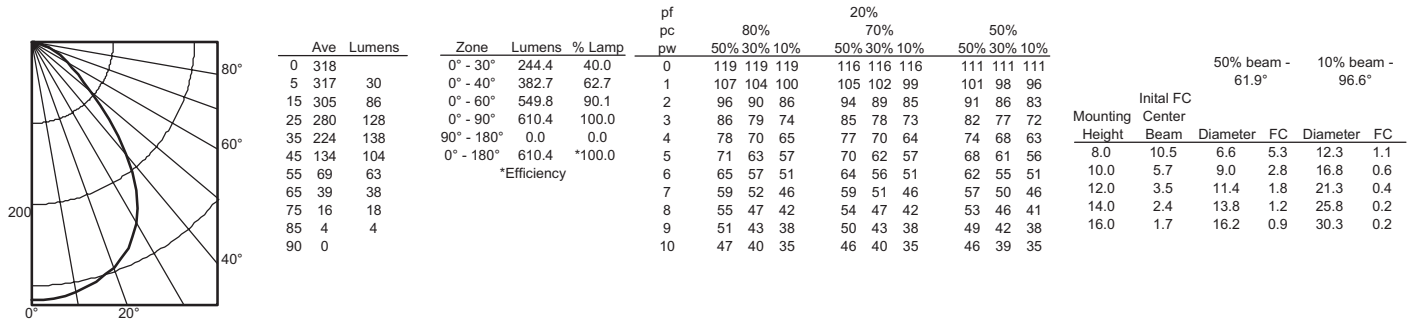 80°
60°
40°
200
0° 20°
Ave Lumens
0 318
5 317 30
15 305 86
25 280 128
35 224 138
45 134 104
55 69 63
65 39 38
75 16 18
85 4 4
90 0
Zone Lumens % Lamp
0° - 30° 244.4 40.0
0° - 40° 382.7 62.7
0° - 60° 549.8 90.1
0° - 90° 610.4 100.0
90° - 180° 0.0 0.0
0° - 180° 610.4 *100.0
*Efficiency
pf 20%
pc 80% 70% 50%
pw 50% 30% 10% 50% 30% 10% 50% 30% 10%
0 119 119 119 116 116 116 111 111 111
1 107 104 100 105 102 99 101 98 96
2 96 90 86 94 89 85 91 86 83
3 86 79 74 85 78 73 82 77 72
4 78 70 65 77 70 64 74 68 63
5 71 63 57 70 62 57 68 61 56
6 65 57 51 64 56 51 62 55 51
7 59 52 46 59 51 46 57 50 46
8 55 47 42 54 47 42 53 46 41
9 51 43 38 50 43 38 49 42 38
10 47 40 35 46 40 35 46 39 35
50% beam - 10% beam -
61.9° 96.6°
Inital FC
Mounting Center
Height Beam Diameter FC Diameter FC
8.0 10.5 6.6 5.3 12.3 1.1
10.0 5.7 9.0 2.8 16.8 0.6
12.0 3.5 11.4 1.8 21.3 0.4
14.0 2.4 13.8 1.2 25.8 0.2
16.0 1.7 16.2 0.9 30.3 0.2